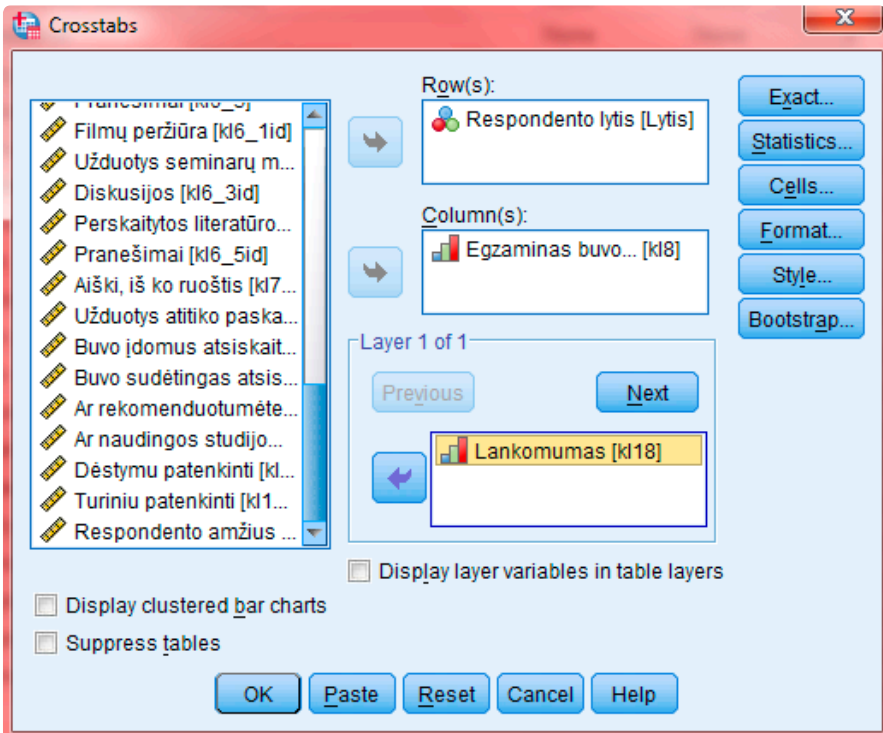 Crosstabs
Filmų peržiūra [kl6_1id]
Užduotys seminarų m...
Diskusijos [kl6_3id]
Perskaitytos literatūro...
Pranešimai [kl6_5id]
Aiški, iš ko ruoštis [kl7...
Užduotys atitiko paska...
Buvo įdomus atsiskait...
Buvo sudėtingas atsis...
Ar rekomenduotumėte...
Ar naudingos studijo...
Dėstymu patenkinti [kl...
Turiniu patenkinti [kl1...
Respondento amžius ...
Row(s):
Respondento lytis [Lytis]
Column(s):
Egzaminas buvo... [kl8]
Layer 1 of 1
Previous
Next
Lankomumas [kl18]
Display layer variables in table layers
Exact...
Statistics...
Cells...
Format...
Style...
Bootstrap...
Display clustered bar charts
Suppress tables
OK Paste Reset Cancel Help